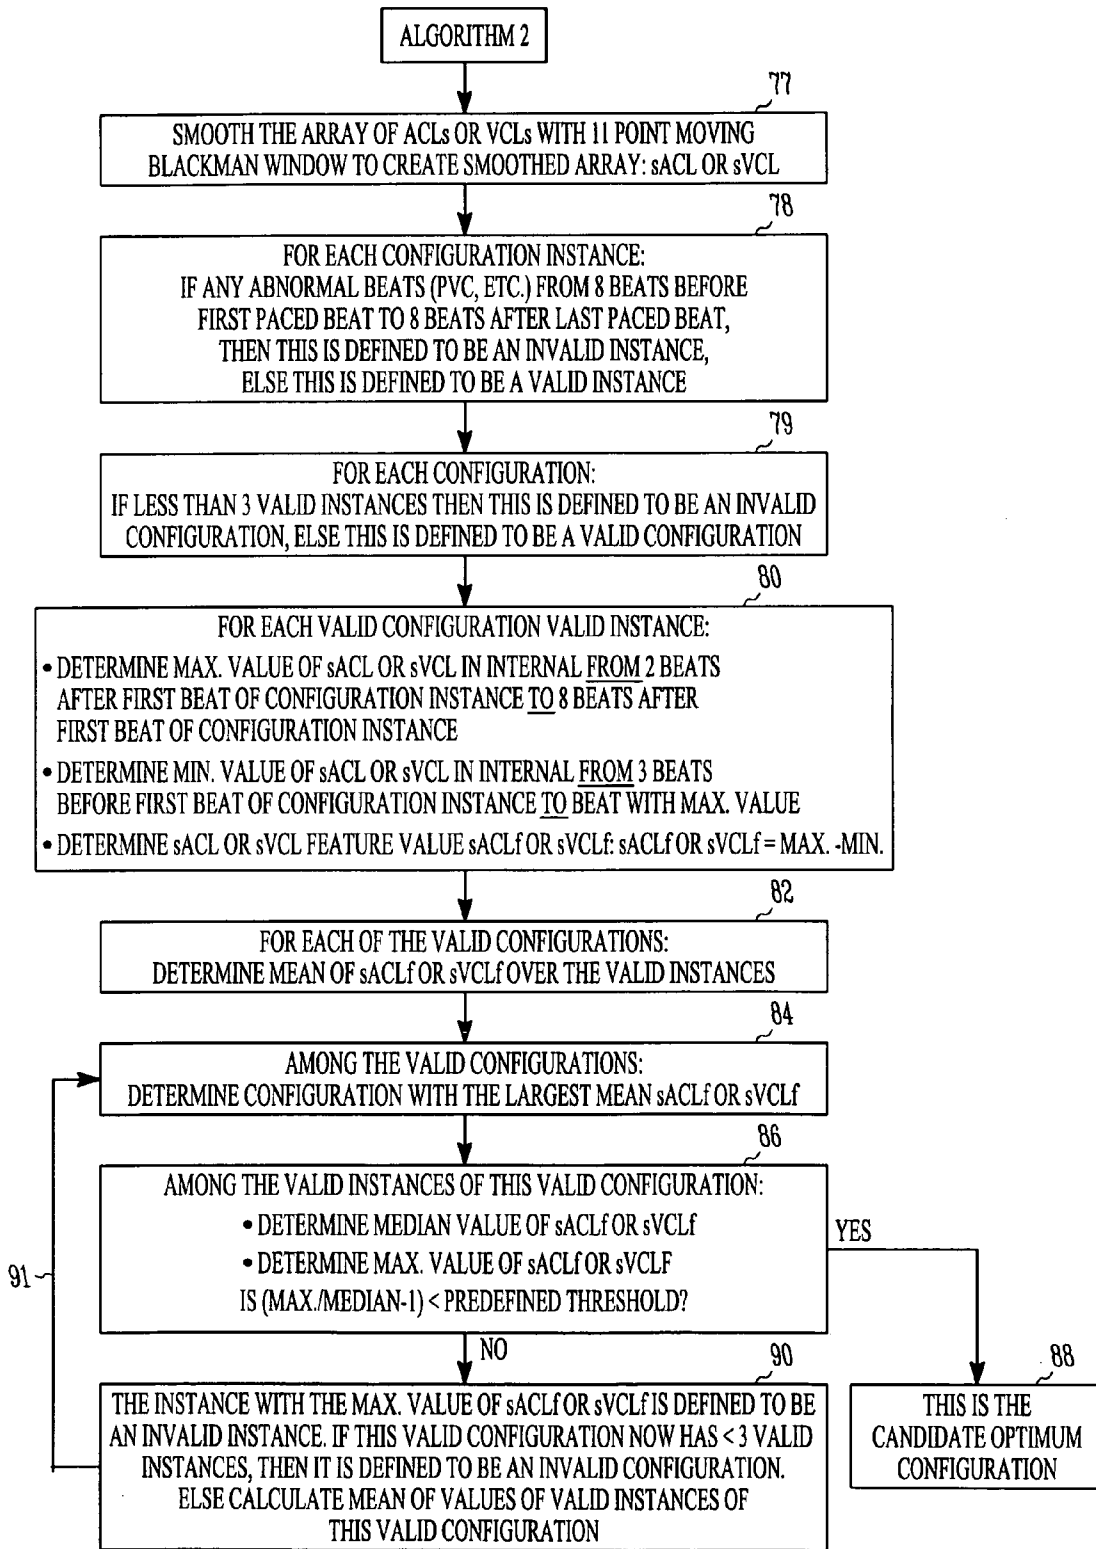 ALGORITHM 2
77
SMOOTH THE ARRAY OF ACLs OR VCLs WITH 11 POINT MOVING
BLACKMAN WINDOW TO CREATE SMOOTHED ARRAY: sACL OR sVCL
78
FOR EACH CONFIGURATION INSTANCE:
IF ANY ABNORMAL BEATS (PVC, ETC.) FROM 8 BEATS BEFORE
FIRST PACED BEAT TO 8 BEATS AFTER LAST PACED BEAT,
THEN THIS IS DEFINED TO BE AN INVALID INSTANCE,
ELSE THIS IS DEFINED TO BE A VALID INSTANCE
79
FOR EACH CONFIGURATION:
IF LESS THAN 3 VALID INSTANCES THEN THIS IS DEFINED TO BE AN INVALID
CONFIGURATION, ELSE THIS IS DEFINED TO BE A VALID CONFIGURATION
80
FOR EACH VALID CONFIGURATION VALID INSTANCE:
• DETERMINE MAX. VALUE OF sACL OR sVCL IN INTERNAL FROM 2 BEATS
AFTER FIRST BEAT OF CONFIGURATION INSTANCE TO 8 BEATS AFTER
FIRST BEAT OF CONFIGURATION INSTANCE
• DETERMINE MIN. VALUE OF sACL OR sVCL IN INTERNAL FROM 3 BEATS
BEFORE FIRST BEAT OF CONFIGURATION INSTANCE TO BEAT WITH MAX. VALUE
• DETERMINE sACL OR sVCL FEATURE VALUE sACLf OR sVCLf: sACLf OR sVCLf = MAX. -MIN.
82
FOR EACH OF THE VALID CONFIGURATIONS:
DETERMINE MEAN OF sACLf OR sVCLf OVER THE VALID INSTANCES
84
AMONG THE VALID CONFIGURATIONS:
DETERMINE CONFIGURATION WITH THE LARGEST MEAN sACLf OR sVCLf
86
AMONG THE VALID INSTANCES OF THIS VALID CONFIGURATION:
• DETERMINE MEDIAN VALUE OF sACLf OR sVCLf
• DETERMINE MAX. VALUE OF sACLf OR sVCLF
IS (MAX./MEDIAN-1) < PREDEFINED THRESHOLD?
YES
91
NO
90
THE INSTANCE WITH THE MAX. VALUE OF sACLf OR sVCLf IS DEFINED TO BE
AN INVALID INSTANCE. IF THIS VALID CONFIGURATION NOW HAS < 3 VALID
INSTANCES, THEN IT IS DEFINED TO BE AN INVALID CONFIGURATION.
ELSE CALCULATE MEAN OF VALUES OF VALID INSTANCES OF
THIS VALID CONFIGURATION
88
THIS IS THE
CANDIDATE OPTIMUM
CONFIGURATION